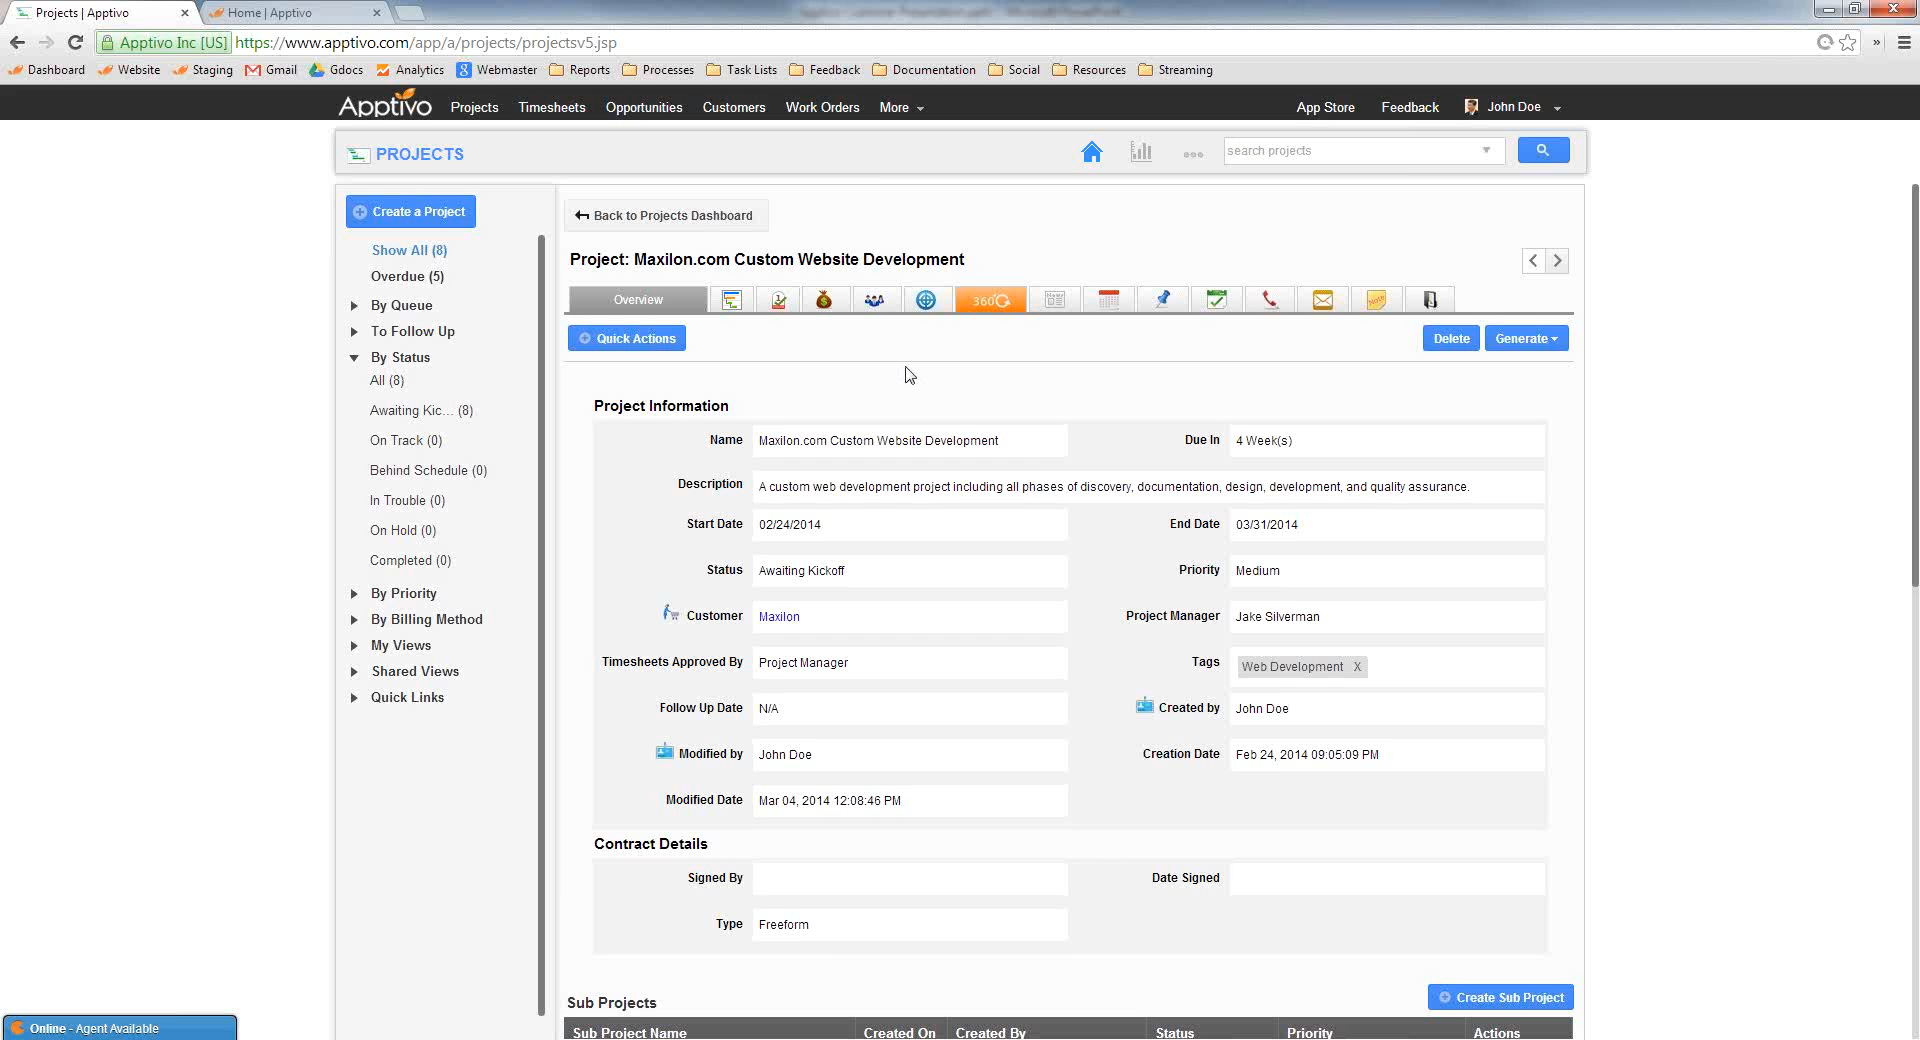 Projects | Apptivo
Home | Apptivo
Apptivo Inc [US] https://www.apptivo.com/app/a/projects/projectsv5.jsp
Dashboard Website Staging Gmail Gdocs Analytics Webmaster Reports Processes Task Lists Feedback Documentation Social Resources Streaming
Apptivo Projects Timesheets Opportunities Customers Work Orders More App Store Feedback John Doe
PROJECTS
search projects
Create a Project
Show All (8)
Overdue (5)
By Queue
To Follow Up
By Status
All (8)
Awaiting Kic... (8)
On Track (0)
Behind Schedule (0)
In Trouble (0)
On Hold (0)
Completed (0)
By Priority
By Billing Method
My Views
Shared Views
Quick Links
Back to Projects Dashboard
Project: Maxilon.com Custom Website Development
Overview 360
Quick Actions Delete Generate
Project Information
Name Maxilon.com Custom Website Development Due In 4 Week(s)
Description A custom web development project including all phases of discovery, documentation, design, development, and quality assurance.
Start Date 02/24/2014 End Date 03/31/2014
Status Awaiting Kickoff Priority Medium
Customer Maxilon Project Manager Jake Silverman
Timesheets Approved By Project Manager Tags Web Development X
Follow Up Date N/A Created by John Doe
Modified by John Doe Creation Date Feb 24, 2014 09:05:09 PM
Modified Date Mar 04, 2014 12:08:46 PM
Contract Details
Signed By Date Signed
Type Freeform
Sub Projects Create Sub Project
Sub Project Name Created On Created By Status Priority Actions
Online - Agent Available